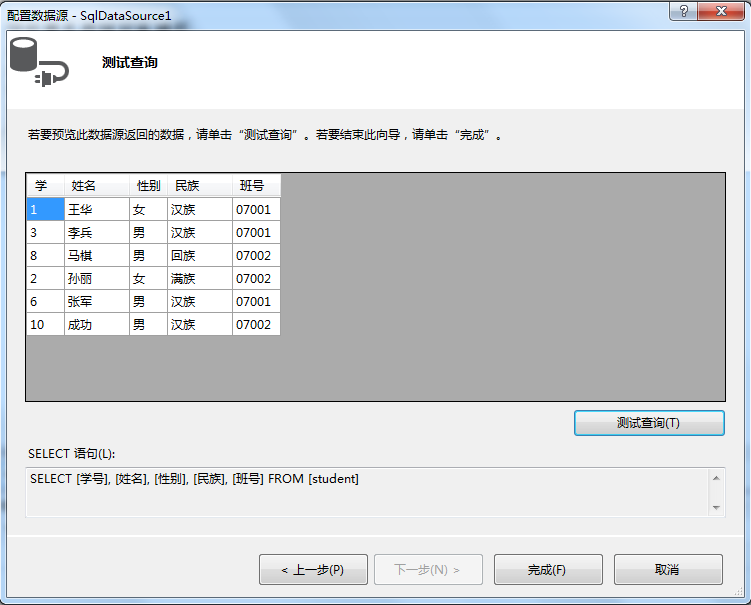 配置数据源 - SqlDataSource1
?
测试查询
若要预览此数据源返回的数据，请单击“测试查询”。若要结束此向导，请单击“完成”。
学 姓名 性别 民族 班号
1 王华 女 汉族 07001
3 李兵 男 汉族 07001
8 马棋 男 回族 07002
2 孙丽 女 满族 07002
6 张军 男 汉族 07001
10 成功 男 汉族 07002
测试查询(T)
SELECT 语句(L):
SELECT [学号], [姓名], [性别], [民族], [班号] FROM [student]
< 上一步(P) 下一步(N) > 完成(F) 取消